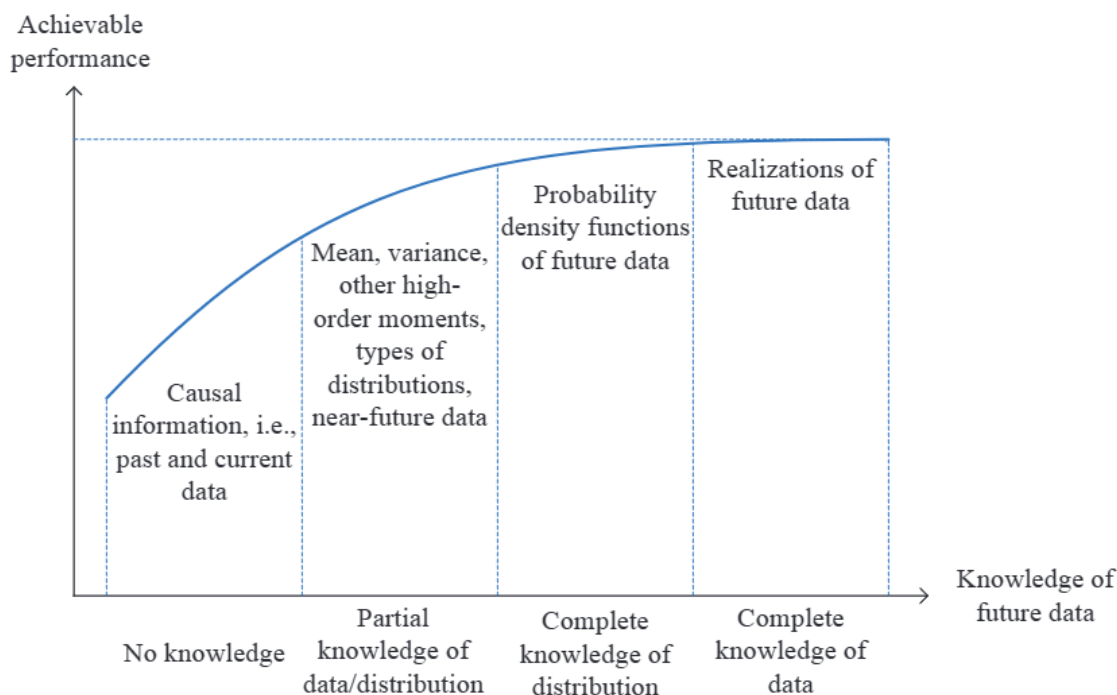 Achievable
performance
Realizations of
future data
Probability
density functions
of future data
Mean, variance,
other high-
order moments,
types of
distributions,
near-future data
Causal
information, i.e.,
past and current
data
Knowledge of
future data
No knowledge
Partial
knowledge of
data/distribution
Complete
knowledge of
distribution
Complete
knowledge of
data